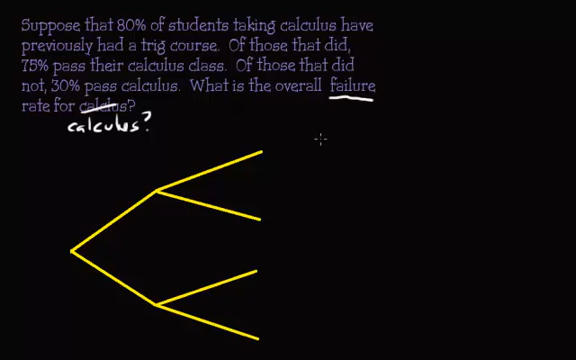 Suppose that 80% of students taking calculus have
previously had a trig course. Of those that did,
75% pass their calculus class. Of those that did
not, 30% pass calculus. What is the overall failure
rate for calclus?
calculus?